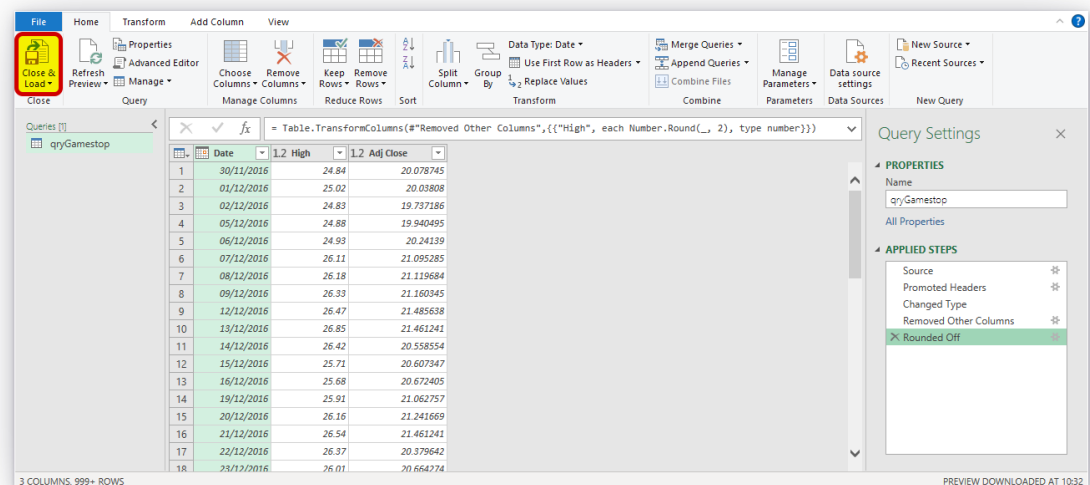 File Home Transform Add Column View
Close & Load
Close
Refresh Preview
Properties
Advanced Editor
Manage
Query
Choose Columns
Remove Columns
Manage Columns
Keep Rows
Remove Rows
Reduce Rows
Sort
Split Column
Group By
Data Type: Date
Use First Row as Headers
Replace Values
Transform
Merge Queries
Append Queries
Combine Files
Combine
Manage Parameters
Parameters
Data source settings
Data Sources
New Source
Recent Sources
New Query
Queries [1]
qryGamestop
fx = Table.TransformColumns(#"Removed Other Columns",{{"High", each Number.Round(_, 2), type number}})
Date 1.2 High 1.2 Adj Close
1 30/11/2016 24.84 20.078745
2 01/12/2016 25.02 20.03808
3 02/12/2016 24.83 19.737186
4 05/12/2016 24.88 19.940495
5 06/12/2016 24.93 20.24139
6 07/12/2016 26.11 21.095285
7 08/12/2016 26.18 21.119684
8 09/12/2016 26.33 21.160345
9 12/12/2016 26.47 21.485638
10 13/12/2016 26.85 21.461241
11 14/12/2016 26.42 20.558554
12 15/12/2016 25.71 20.607347
13 16/12/2016 25.68 20.672405
14 19/12/2016 25.91 21.062757
15 20/12/2016 26.16 21.241669
16 21/12/2016 26.54 21.461241
17 22/12/2016 26.37 20.379642
18 23/12/2016 26.01 20.664274
Query Settings
PROPERTIES
Name
qryGamestop
All Properties
APPLIED STEPS
Source
Promoted Headers
Changed Type
Removed Other Columns
Rounded Off
3 COLUMNS, 999+ ROWS
PREVIEW DOWNLOADED AT 10:32